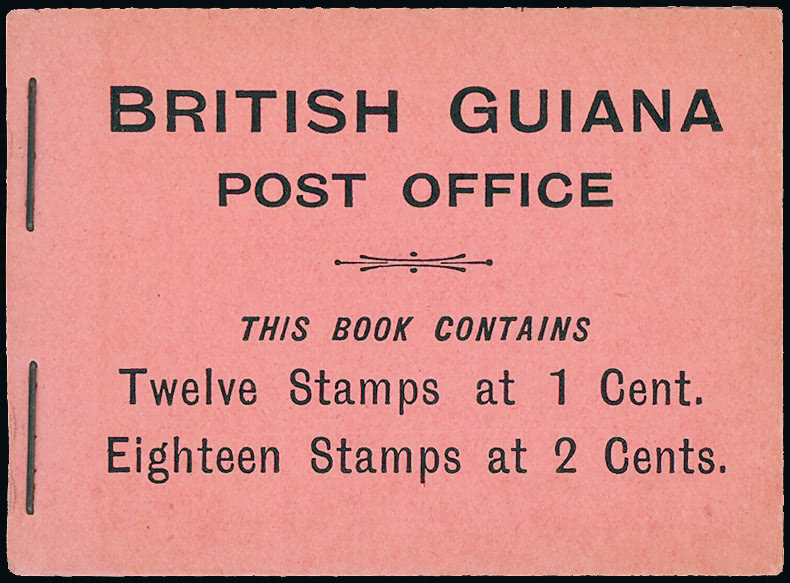 BRITISH GUIANA
POST OFFICE
THIS BOOK CONTAINS
Twelve Stamps at 1 Cent.
Eighteen Stamps at 2 Cents.